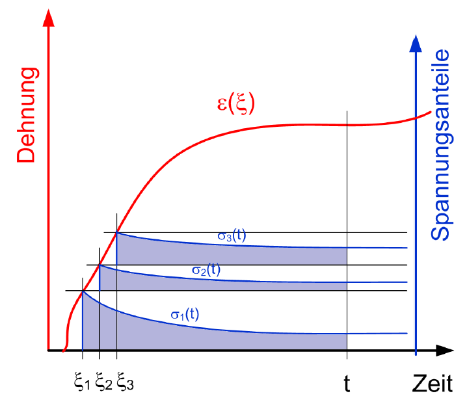 Dehnung
Spannungsanteile
ε(ξ)
σ3(t)
σ2(t)
σ1(t)
ξ1 ξ2 ξ3 t Zeit